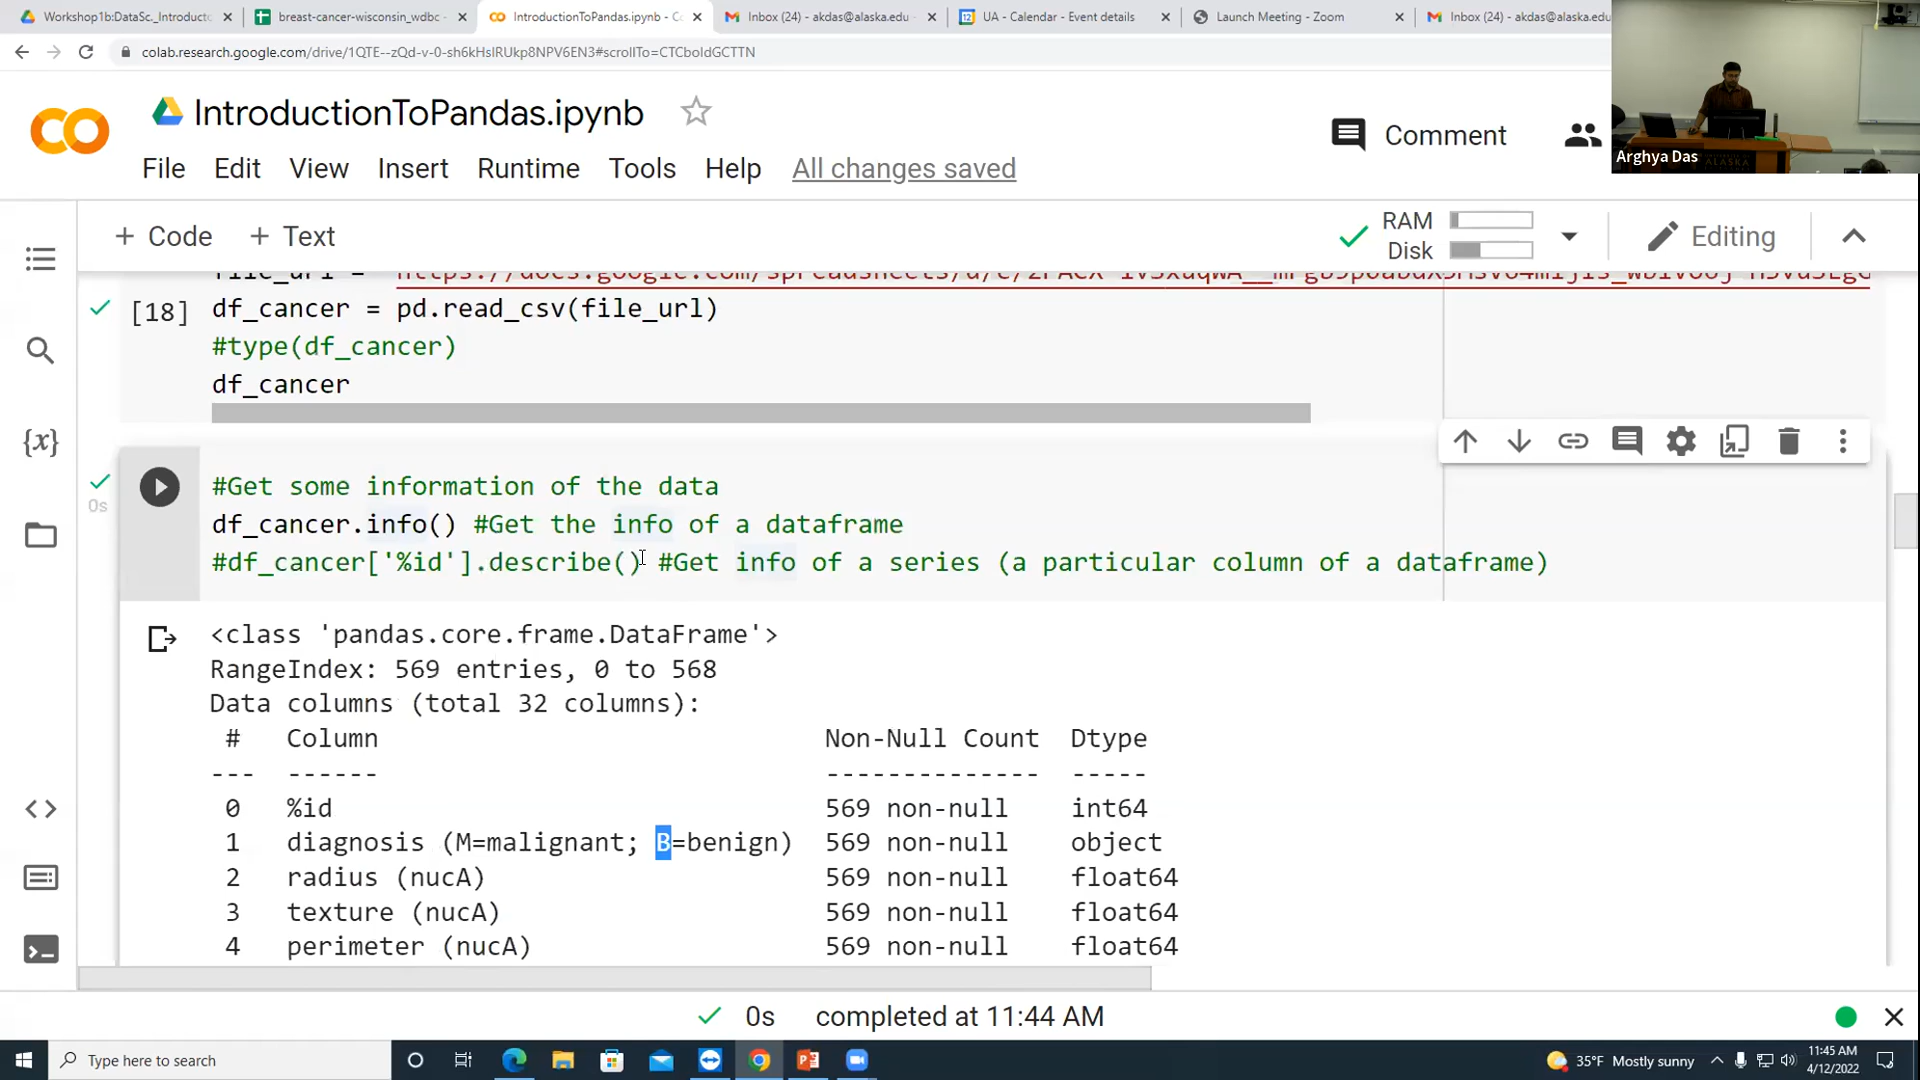 Workshop1b:DataSc._Introducto
breast-cancer-wisconsin_wdbc
IntroductionToPandas.ipynb - Co
Inbox (24) - akdas@alaska.edu
UA - Calendar - Event details
Launch Meeting - Zoom
Inbox (24) - akdas@alaska.edu
colab.research.google.com/drive/1QTE--zQd-v-0-sh6kHslRUkp8NPV6EN3#scrollTo=CTCboIdGCTTN
IntroductionToPandas.ipynb
Comment
Arghya Das
File Edit View Insert Runtime Tools Help All changes saved
+ Code + Text
RAM
Disk
Editing
[18] df_cancer = pd.read_csv(file_url)
#type(df_cancer)
df_cancer
#Get some information of the data
df_cancer.info() #Get the info of a dataframe
#df_cancer['%id'].describe() #Get info of a series (a particular column of a dataframe)
0s
<class 'pandas.core.frame.DataFrame'>
RangeIndex: 569 entries, 0 to 568
Data columns (total 32 columns):
# Column Non-Null Count Dtype
--- ------ -------------- -----
0 %id 569 non-null int64
1 diagnosis (M=malignant; B=benign) 569 non-null object
2 radius (nucA) 569 non-null float64
3 texture (nucA) 569 non-null float64
4 perimeter (nucA) 569 non-null float64
0s completed at 11:44 AM
Type here to search
35°F Mostly sunny
11:45 AM
4/12/2022